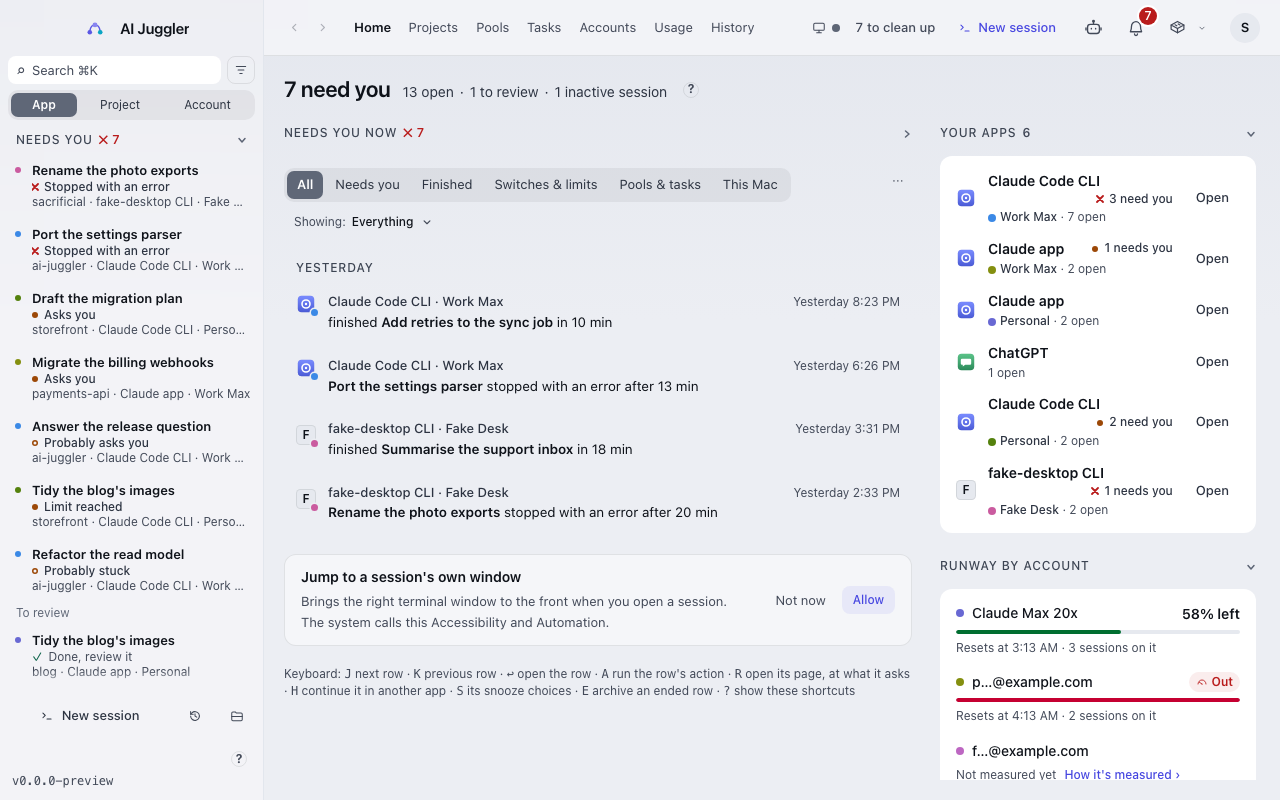 AI Juggler
Search ⌘K
App Project Account
NEEDS YOU ✕ 7
Rename the photo exports
✕ Stopped with an error
sacrificial · fake-desktop CLI · Fake ...
Port the settings parser
✕ Stopped with an error
ai-juggler · Claude Code CLI · Work ...
Draft the migration plan
Asks you
storefront · Claude Code CLI · Perso...
Migrate the billing webhooks
Asks you
payments-api · Claude app · Work Max
Answer the release question
Probably asks you
ai-juggler · Claude Code CLI · Work ...
Tidy the blog's images
Limit reached
storefront · Claude Code CLI · Perso...
Refactor the read model
Probably stuck
ai-juggler · Claude Code CLI · Work ...
To review
Tidy the blog's images
✓ Done, review it
blog · Claude app · Personal
New session
?
v0.0.0-preview
Home Projects Pools Tasks Accounts Usage History
7 to clean up
New session
7
S
7 need you 13 open · 1 to review · 1 inactive session ?
NEEDS YOU NOW ✕ 7
All Needs you Finished Switches & limits Pools & tasks This Mac ...
Showing: Everything
YESTERDAY
Claude Code CLI · Work Max Yesterday 8:23 PM
finished Add retries to the sync job in 10 min
Claude Code CLI · Work Max Yesterday 6:26 PM
Port the settings parser stopped with an error after 13 min
F fake-desktop CLI · Fake Desk Yesterday 3:31 PM
finished Summarise the support inbox in 18 min
F fake-desktop CLI · Fake Desk Yesterday 2:33 PM
Rename the photo exports stopped with an error after 20 min
Jump to a session's own window
Brings the right terminal window to the front when you open a session.
The system calls this Accessibility and Automation.
Not now Allow
Keyboard: J next row · K previous row · ↩ open the row · A run the row's action · R open its page, at what it asks
· H continue it in another app · S its snooze choices · E archive an ended row · ? show these shortcuts
YOUR APPS 6
Claude Code CLI
✕ 3 need you
Work Max · 7 open
Open
Claude app 1 needs you
Work Max · 2 open
Open
Claude app
Personal · 2 open
Open
ChatGPT
1 open
Open
Claude Code CLI
2 need you
Personal · 2 open
Open
F fake-desktop CLI
✕ 1 needs you
Fake Desk · 2 open
Open
RUNWAY BY ACCOUNT
Claude Max 20x 58% left
Resets at 3:13 AM · 3 sessions on it
p...@example.com Out
Resets at 4:13 AM · 2 sessions on it
f...@example.com
Not measured yet How it's measured ›